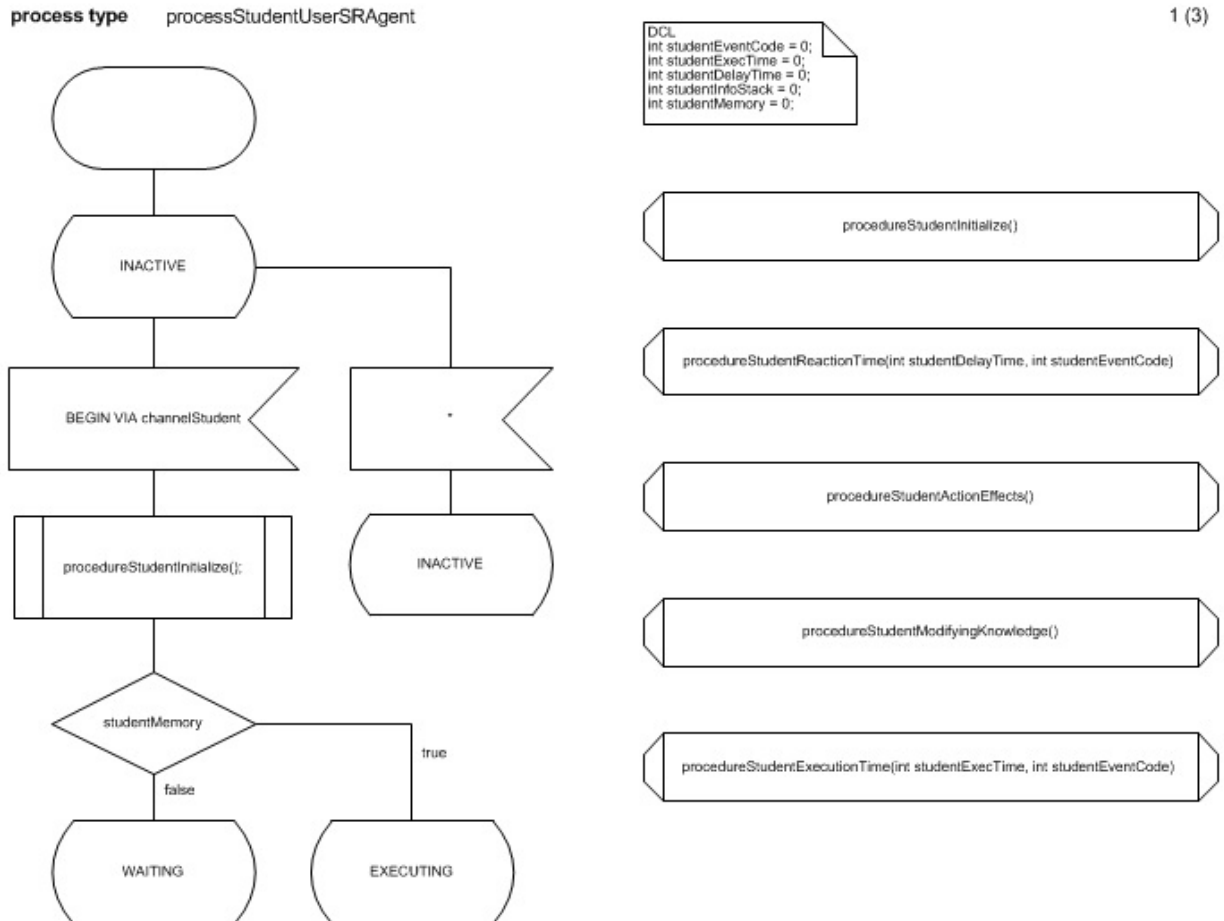 process type processStudentUserSRAgent
1 (3)
DCL
int studentEventCode = 0;
int studentExecTime = 0;
int studentDelayTime = 0;
int studentInfoStack = 0;
int studentMemory = 0;
INACTIVE
BEGIN VIA channelStudent
*
procedureStudentInitialize();
INACTIVE
studentMemory
true
false
WAITING
EXECUTING
procedureStudentInitialize()
procedureStudentReactionTime(int studentDelayTime, int studentEventCode)
procedureStudentActionEffects()
procedureStudentModifyingKnowledge()
procedureStudentExecutionTime(int studentExecTime, int studentEventCode)